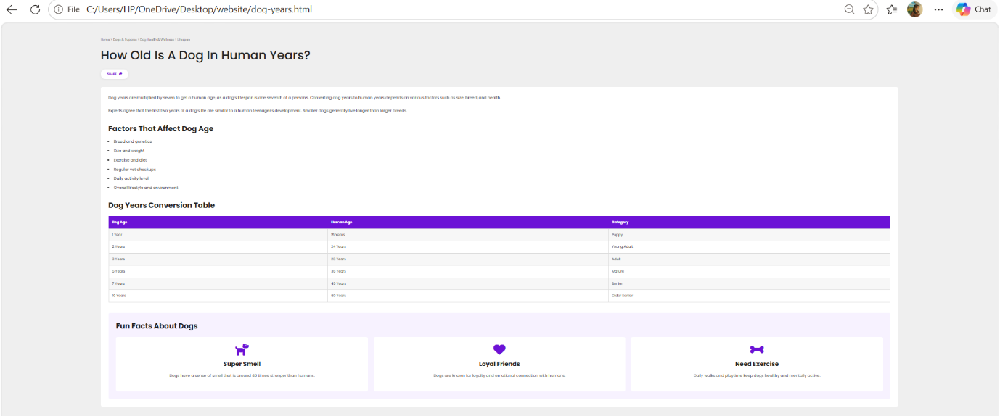 File C:/Users/HP/OneDrive/Desktop/website/dog-years.html
Chat
Home > Dogs & Puppies > Dog Health & Wellness > Lifespan
How Old Is A Dog In Human Years?
SHARE
Dog years are multiplied by seven to get a human age, as a dog's lifespan is one seventh of a person's. Converting dog years to human years depends on various factors such as size, breed, and health.
Experts agree that the first two years of a dog's life are similar to a human teenager's development. Smaller dogs generally live longer than larger breeds.
Factors That Affect Dog Age
• Breed and genetics
• Size and weight
• Exercise and diet
• Regular vet checkups
• Daily activity level
• Overall lifestyle and environment
Dog Years Conversion Table
Dog Age Human Age Category
1 Year 15 Years Puppy
2 Years 24 Years Young Adult
3 Years 28 Years Adult
5 Years Years Mature
7 Years Years Senior
10 Years 60 Years Older Senior
Fun Facts About Dogs
Super Smell Loyal Friends Need Exercise
Dogs have a sense of smell that is around 40 times stronger than humans. Dogs are known for loyalty and emotional connection with humans. Daily walks and playtime keep dogs healthy and mentally active.